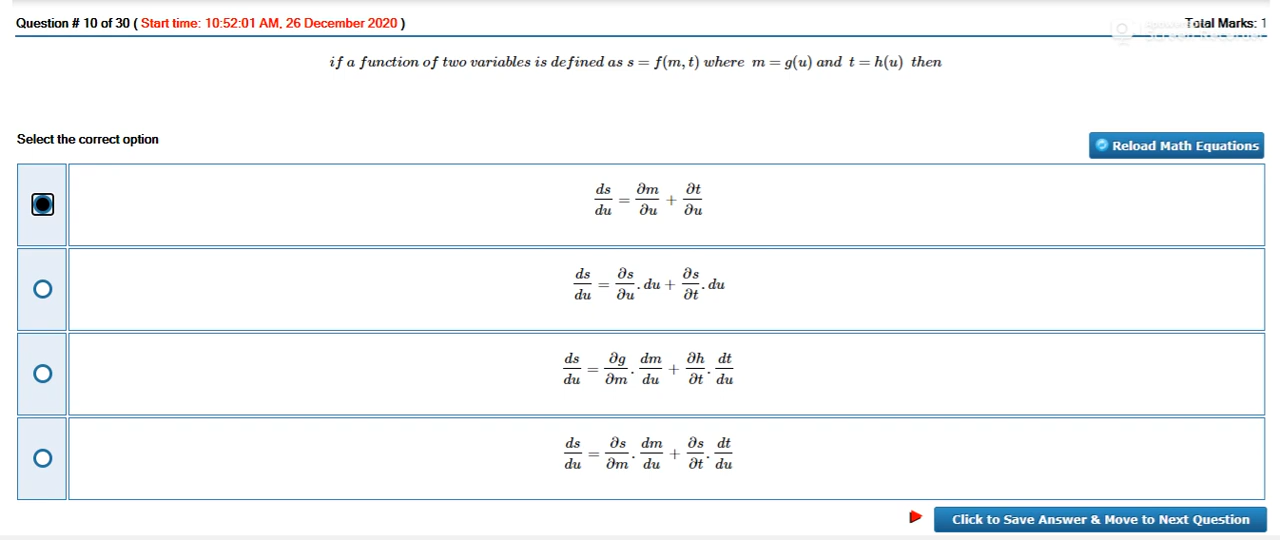 Question # 10 of 30 ( Start time: 10:52:01 AM, 26 December 2020 ) Total Marks: 1
if a function of two variables is defined as s = f(m, t) where m = g(u) and t = h(u) then
Select the correct option
Reload Math Equations
ds/du = ∂m/∂u + ∂t/∂u
ds/du = ∂s/∂u . du + ∂s/∂t . du
ds/du = ∂g/∂m . dm/du + ∂h/∂t . dt/du
ds/du = ∂s/∂m . dm/du + ∂s/∂t . dt/du
Click to Save Answer & Move to Next Question